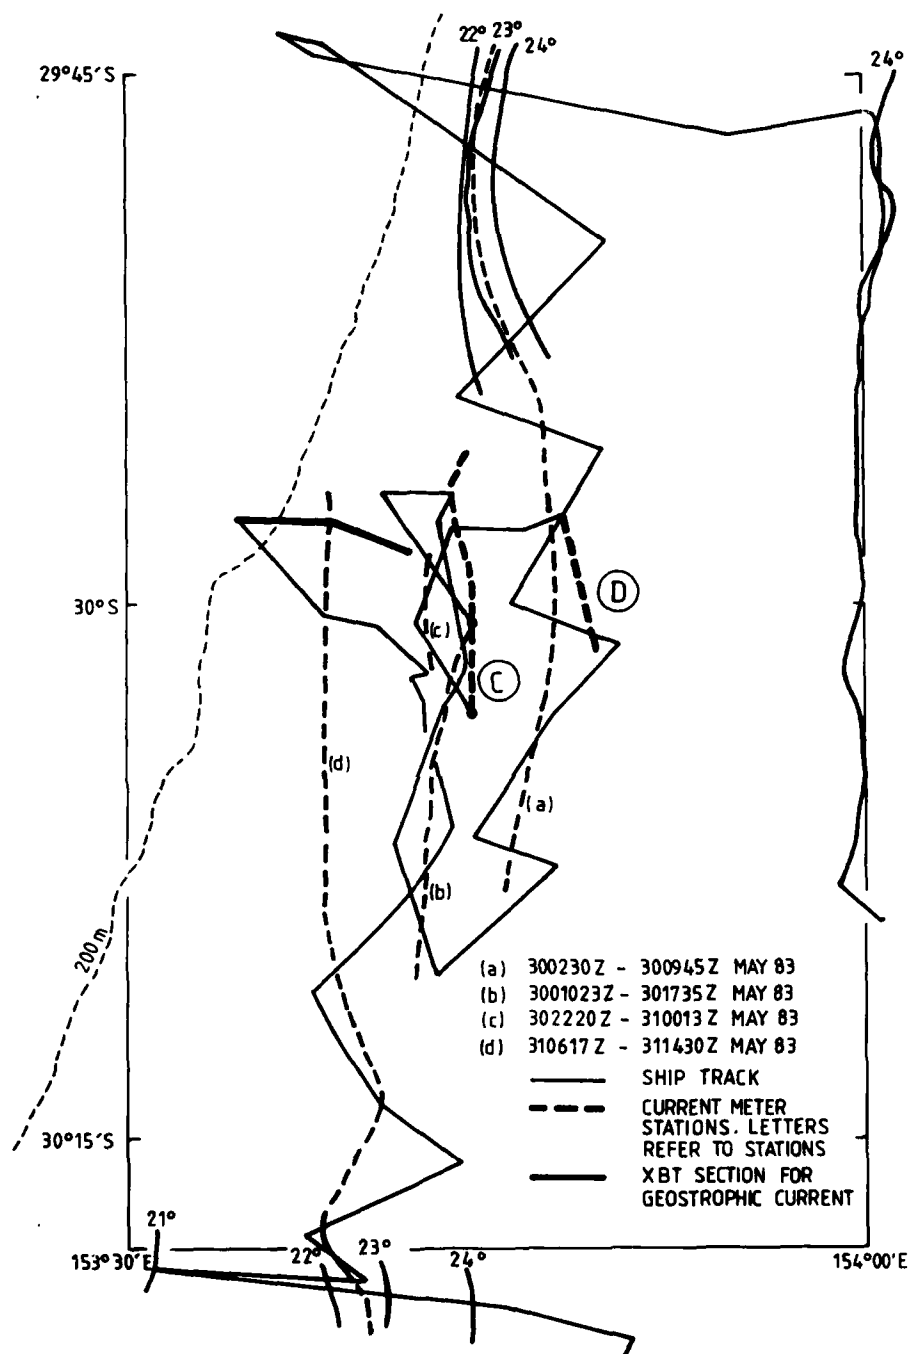 22° 23° 24°
24°
29°45′ S
30°S
(c)
D
C
(d)
(a)
(b)
200m
(a) 300230Z - 300945Z MAY 83
(b) 3001023Z - 301735Z MAY 83
(c) 302220Z - 310013Z MAY 83
(d) 310617Z - 311430Z MAY 83
SHIP TRACK
CURRENT METER
STATIONS. LETTERS
REFER TO STATIONS
XBT SECTION FOR
GEOSTROPHIC CURRENT
30°15′S
21°
153°30′E
22° 23° 24°
154°00′E